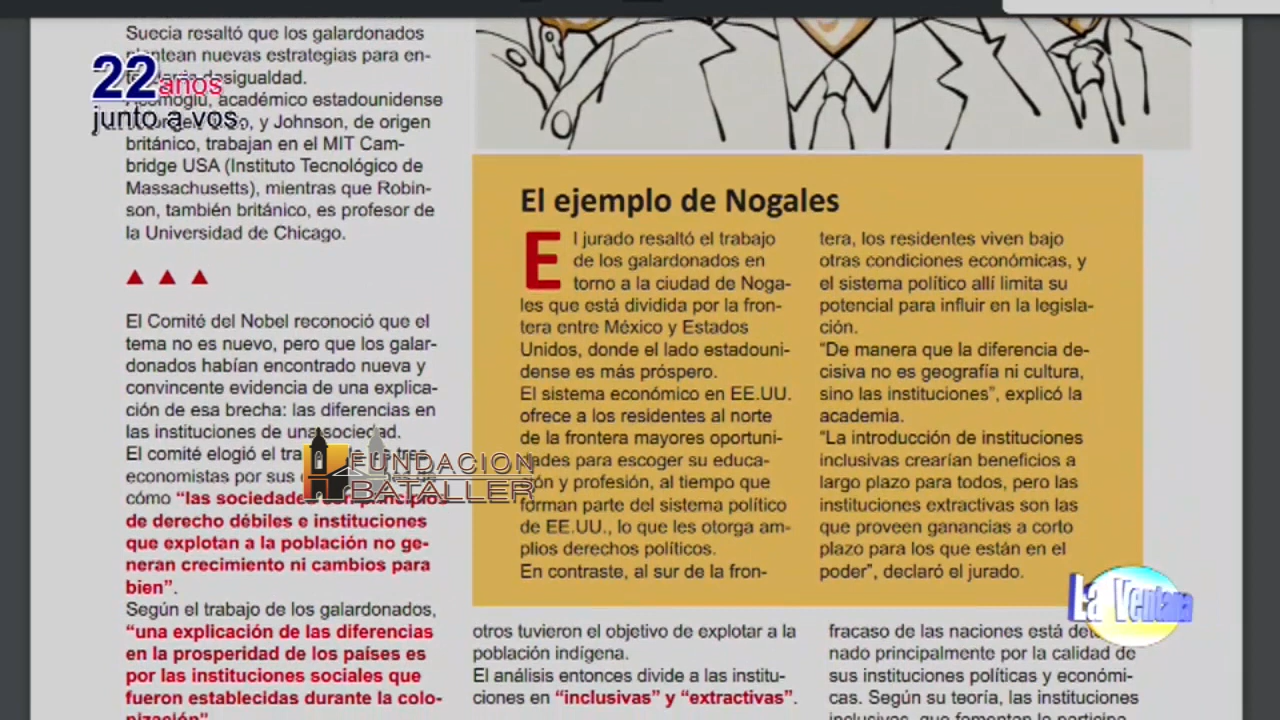 Suecia resaltó que los galardonados
plantean nuevas estrategias para en-
desigualdad.
22 años
junto a vos.
Acemoglu, académico estadounidense
y Johnson, de origen
británico, trabajan en el MIT Cam-
bridge USA (Instituto Tecnológico de
Massachusetts), mientras que Robin-
son, también británico, es profesor de
la Universidad de Chicago.
El Comité del Nobel reconoció que el
tema no es nuevo, pero que los galar-
donados habían encontrado nueva y
convincente evidencia de una explica-
ción de esa brecha: las diferencias en
las instituciones de una sociedad.
El comité elogió el
economistas por sus
cómo “las sociedades principios
de derecho débiles e instituciones
que explotan a la población no ge-
neran crecimiento ni cambios para
bien”.
Según el trabajo de los galardonados,
“una explicación de las diferencias
en la prosperidad de los países es
por las instituciones sociales que
fueron establecidas durante la colo-
nización”
FUNDACION
BATALLER
El ejemplo de Nogales
El jurado resaltó el trabajo
de los galardonados en
torno a la ciudad de Noga-
les que está dividida por la fron-
tera entre México y Estados
Unidos, donde el lado estadouni-
dense es más próspero.
El sistema económico en EE.UU.
ofrece a los residentes al norte
de la frontera mayores oportuni-
dades para escoger su educa-
ción y profesión, al tiempo que
forman parte del sistema político
de EE.UU., lo que les otorga am-
plios derechos políticos.
En contraste, al sur de la fron-
tera, los residentes viven bajo
otras condiciones económicas, y
el sistema político allí limita su
potencial para influir en la legisla-
ción.
“De manera que la diferencia de-
cisiva no es geografía ni cultura,
sino las instituciones”, explicó la
academia.
“La introducción de instituciones
inclusivas crearían beneficios a
largo plazo para todos, pero las
instituciones extractivas son las
que proveen ganancias a corto
plazo para los que están en el
poder”, declaró el jurado.
La Ventana
otros tuvieron el objetivo de explotar a la
población indígena.
El análisis entonces divide a las institu-
ciones en “inclusivas” y “extractivas”.
fracaso de las naciones está
nado principalmente por la calidad de
sus instituciones políticas y económi-
cas. Según su teoría, las instituciones
inclusivas, que fomentan la participa-